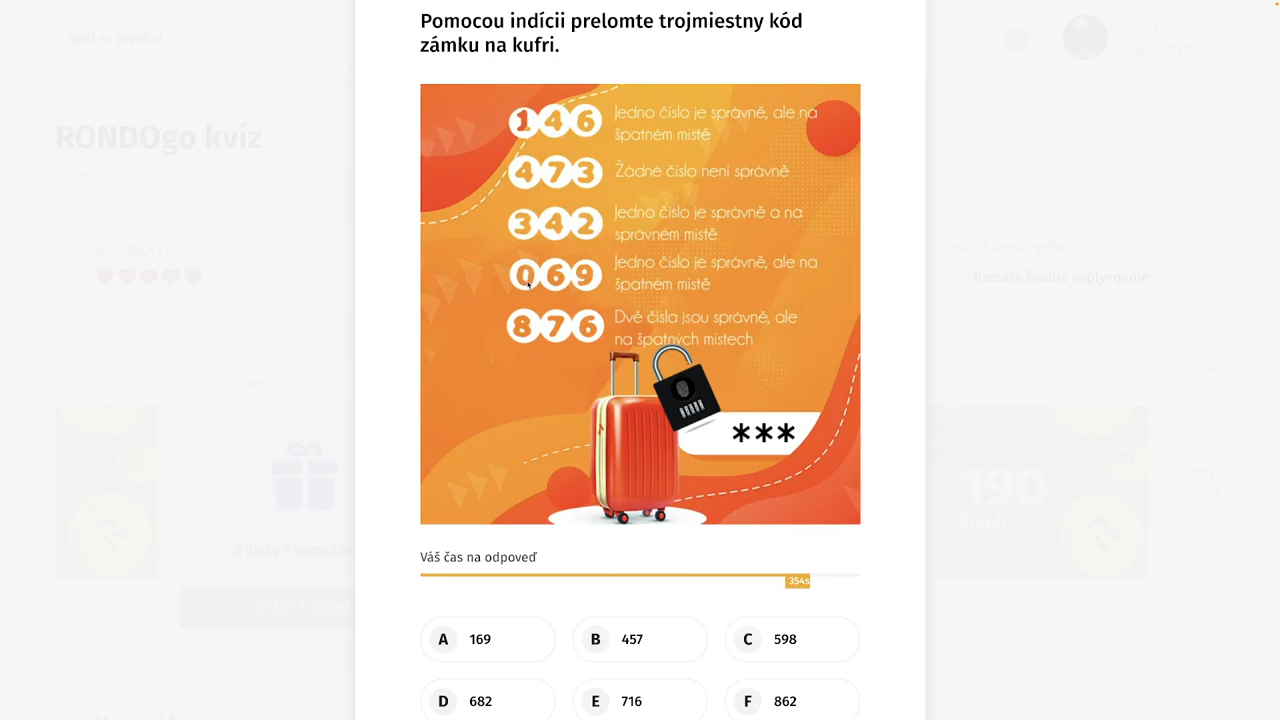 Pomocou indícii prelomte trojmiestny kód
zámku na kufri.
Späť na prehľad
RONDOgo kvíz
146 Jedno číslo je správně, ale na
špatném místě
473 Žádné číslo není správně
342 Jedno číslo je správně a na
správném místě
069 Jedno číslo je správně, ale na
špatném místě
876 Dvě čísla jsou správně, ale
na špatných místech
Nemáte žiadné ovplyvnenie
***
190
Váš čas na odpoveď
354s
A 169 B 457 C 598
D 682 E 716 F 862